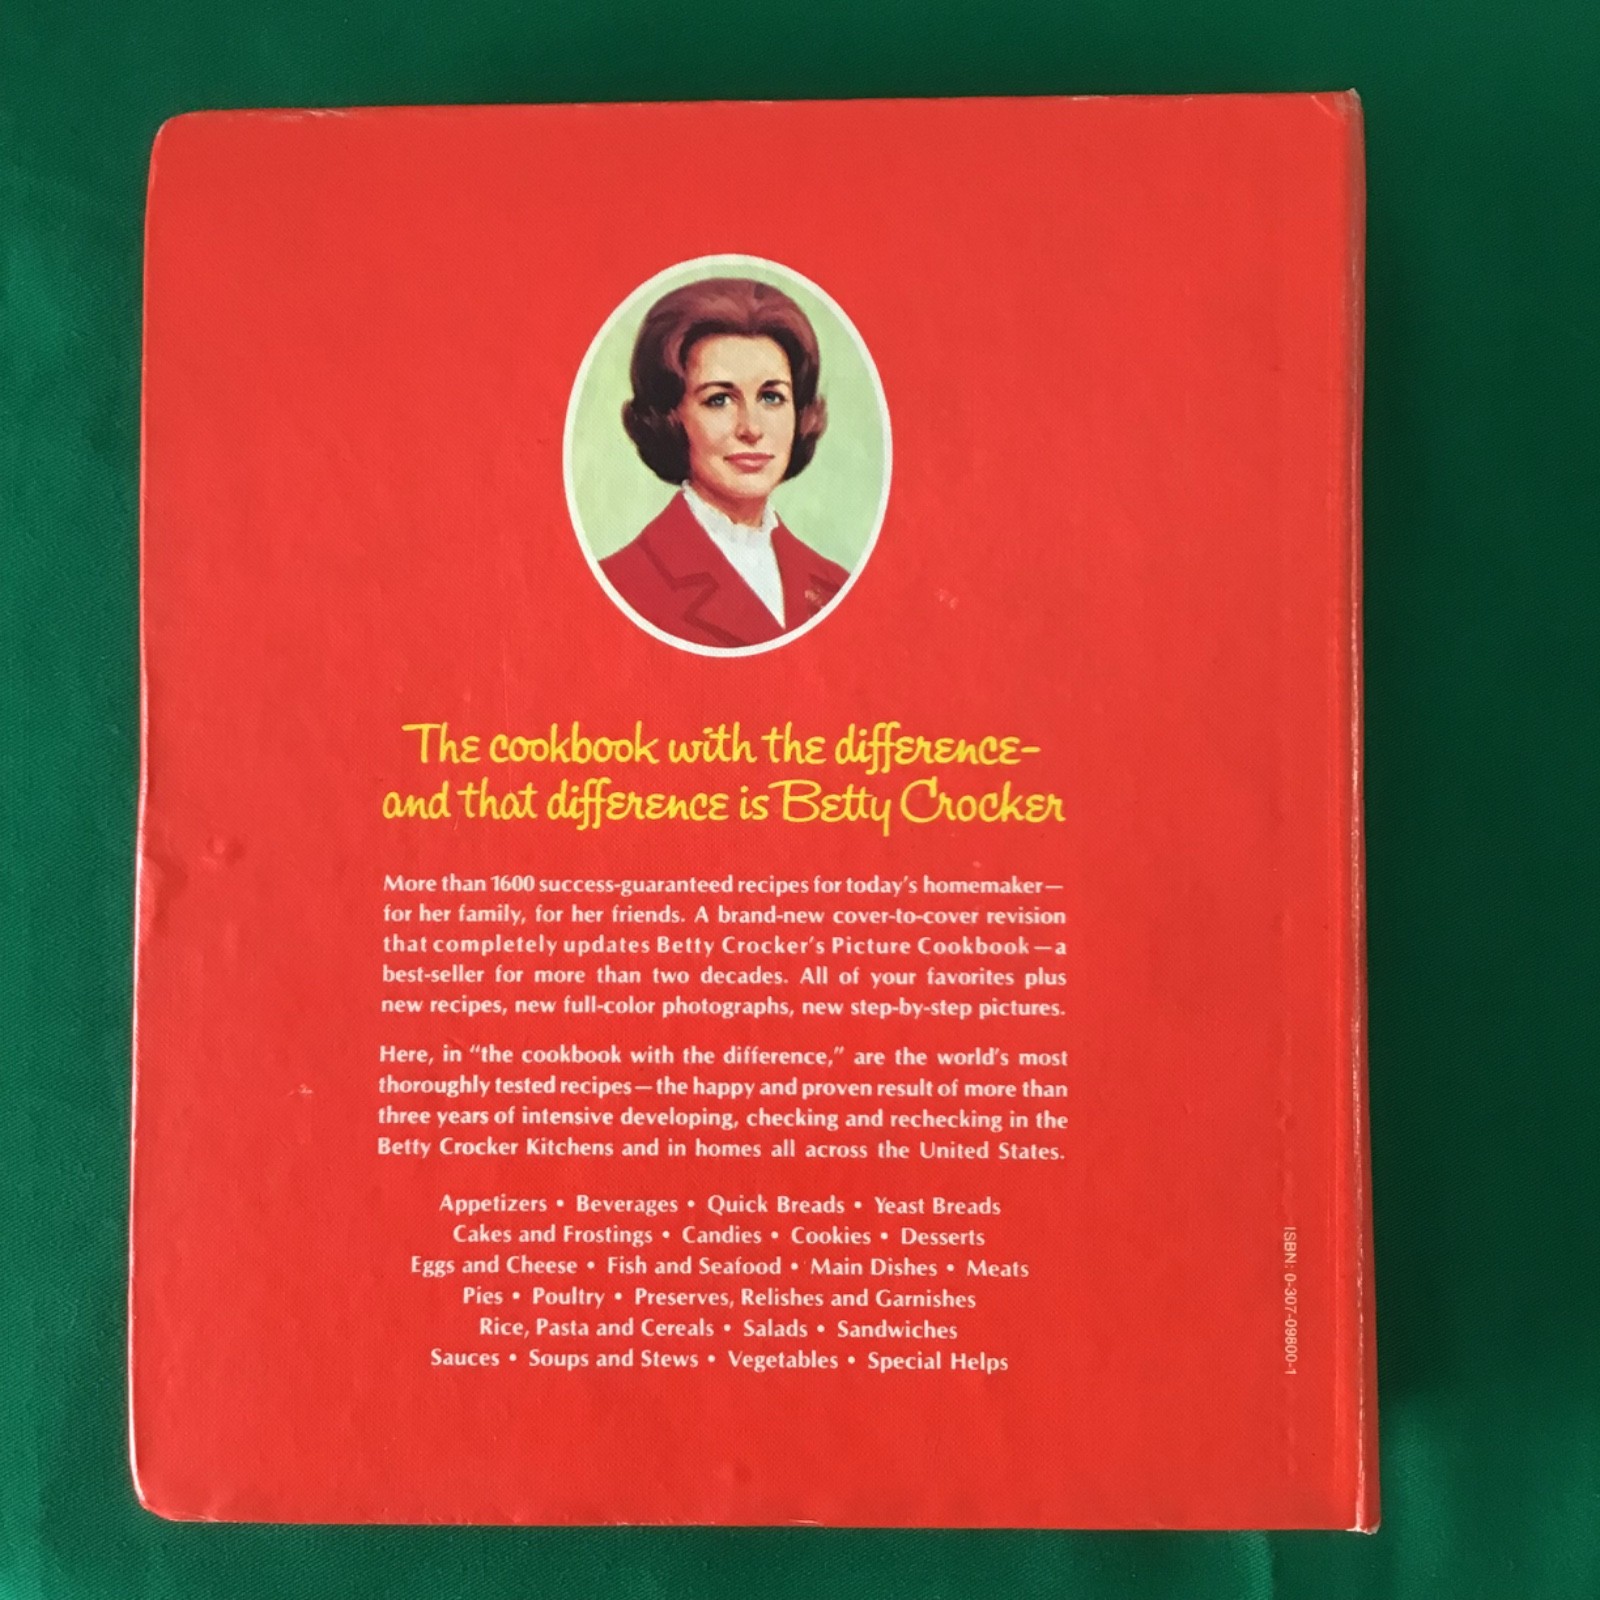 The cookbook with the difference-
and that difference is Betty Crocker
More than 1600 success-guaranteed recipes for today's homemaker—
for her family, for her friends. A brand-new cover-to-cover revision
that completely updates Betty Crocker's Picture Cookbook—a
best-seller for more than two decades. All of your favorites plus
new recipes, new full-color photographs, new step-by-step pictures.
Here, in "the cookbook with the difference," are the world's most
thoroughly tested recipes—the happy and proven result of more than
three years of intensive developing, checking and rechecking in the
Betty Crocker Kitchens and in homes all across the United States.
Appetizers • Beverages • Quick Breads • Yeast Breads
Cakes and Frostings • Candies • Cookies • Desserts
Eggs and Cheese • Fish and Seafood • Main Dishes • Meats
Pies • Poultry • Preserves, Relishes and Garnishes
Rice, Pasta and Cereals • Salads • Sandwiches
Sauces • Soups and Stews • Vegetables • Special Helps
ISBN: 0-307-09800-1